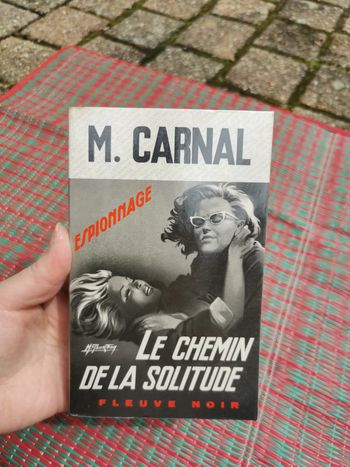 M. CARNAL
ESPIONNAGE
LE CHEMIN
DE LA SOLITUDE
FLEUVE NOIR